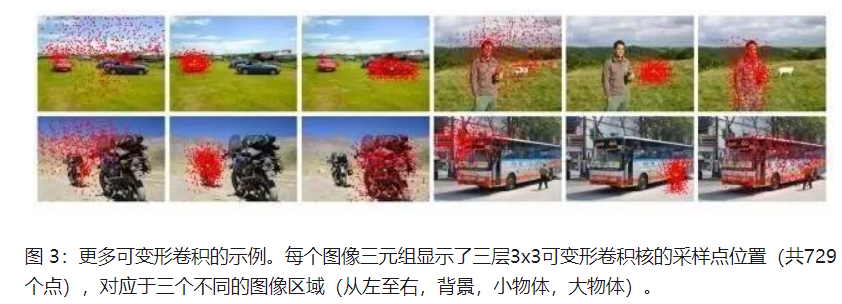 图 3：更多可变形卷积的示例。每个图像三元组显示了三层3x3可变形卷积核的采样点位置（共729
个点），对应于三个不同的图像区域（从左至右，背景，小物体，大物体）。